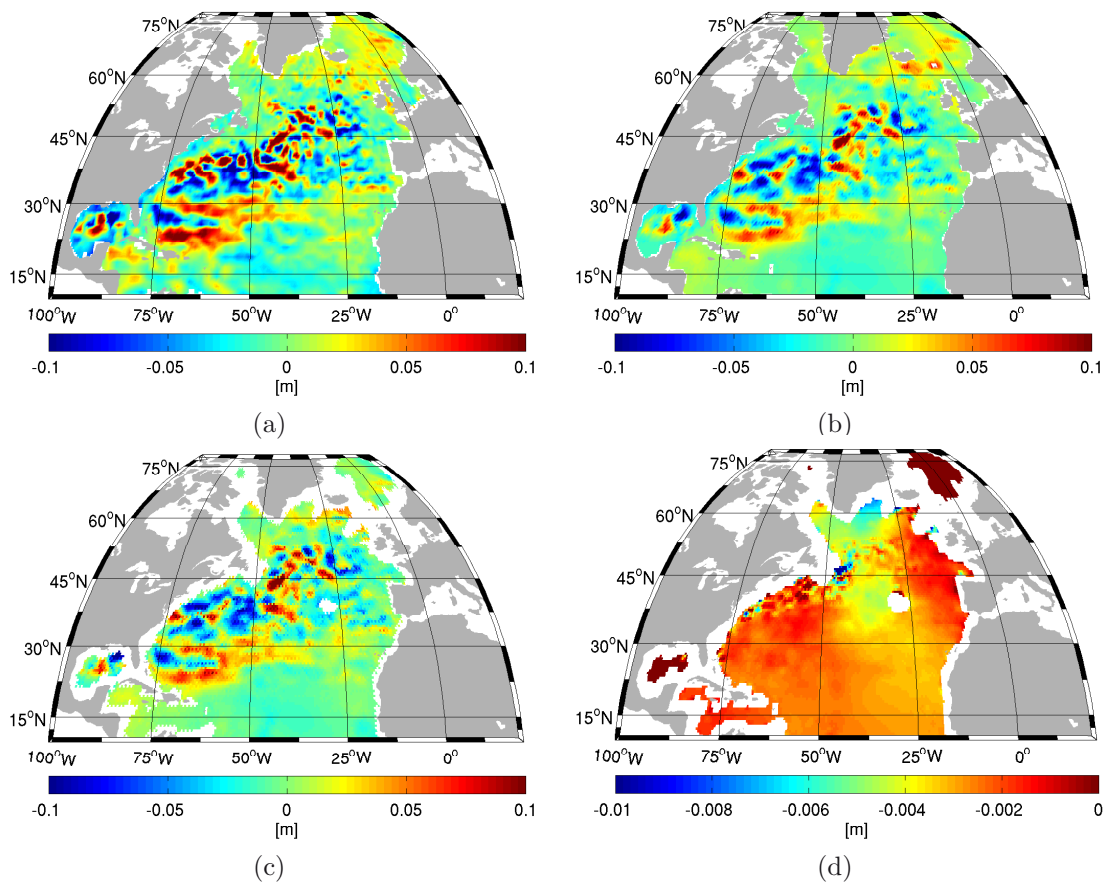 75°N 75°N
60°N 60°N
45°N 45°N
30°N 30°N
15°N 15°N
100°W 75°W 50°W 25°W 0° 100°W 75°W 50°W 25°W 0°
-0.1 -0.05 0 0.05 0.1 -0.1 -0.05 0 0.05 0.1
[m] [m]
(a) (b)
75°N 75°N
60°N 60°N
45°N 45°N
30°N 30°N
15°N 15°N
100°W 75°W 50°W 25°W 0° 100°W 75°W 50°W 25°W 0°
-0.1 -0.05 0 0.05 0.1 -0.01 -0.008 -0.006 -0.004 -0.002 0
[m] [m]
(c) (d)